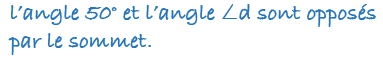 l'angle 50° et l'angle ∠d sont opposés
par le sommet.